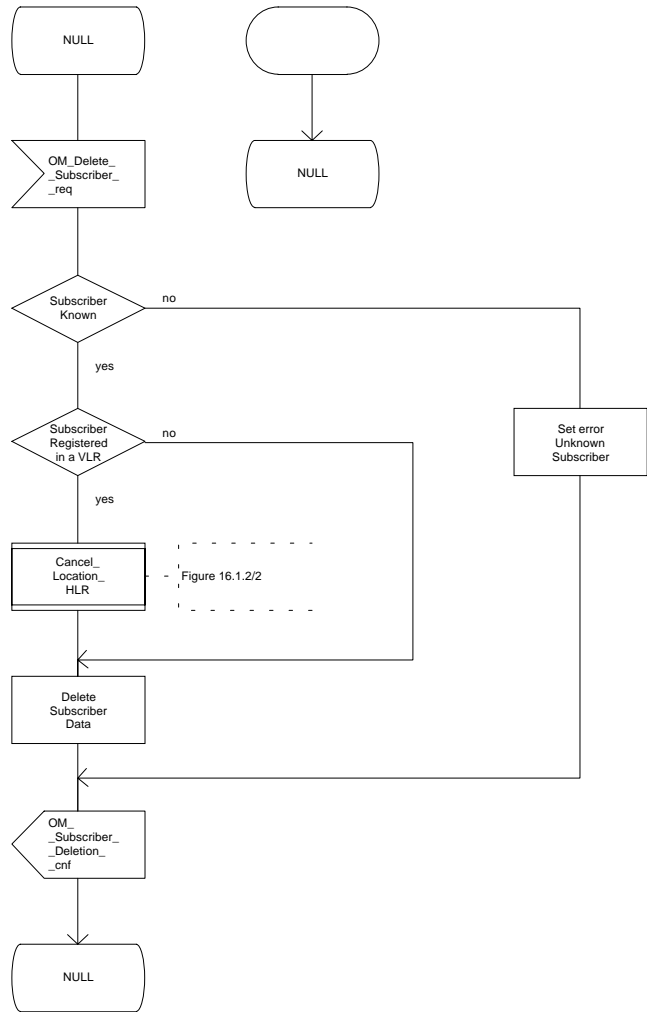 NULL
NULL
OM_Delete_
_Subscriber_
_req
Subscriber
Known
no
yes
Subscriber
Registered
in a VLR
no
yes
Set error
Unknown
Subscriber
Cancel_
Location_
HLR
Figure 16.1.2/2
Delete
Subscriber
Data
OM_
_Subscriber_
_Deletion_
_cnf
NULL